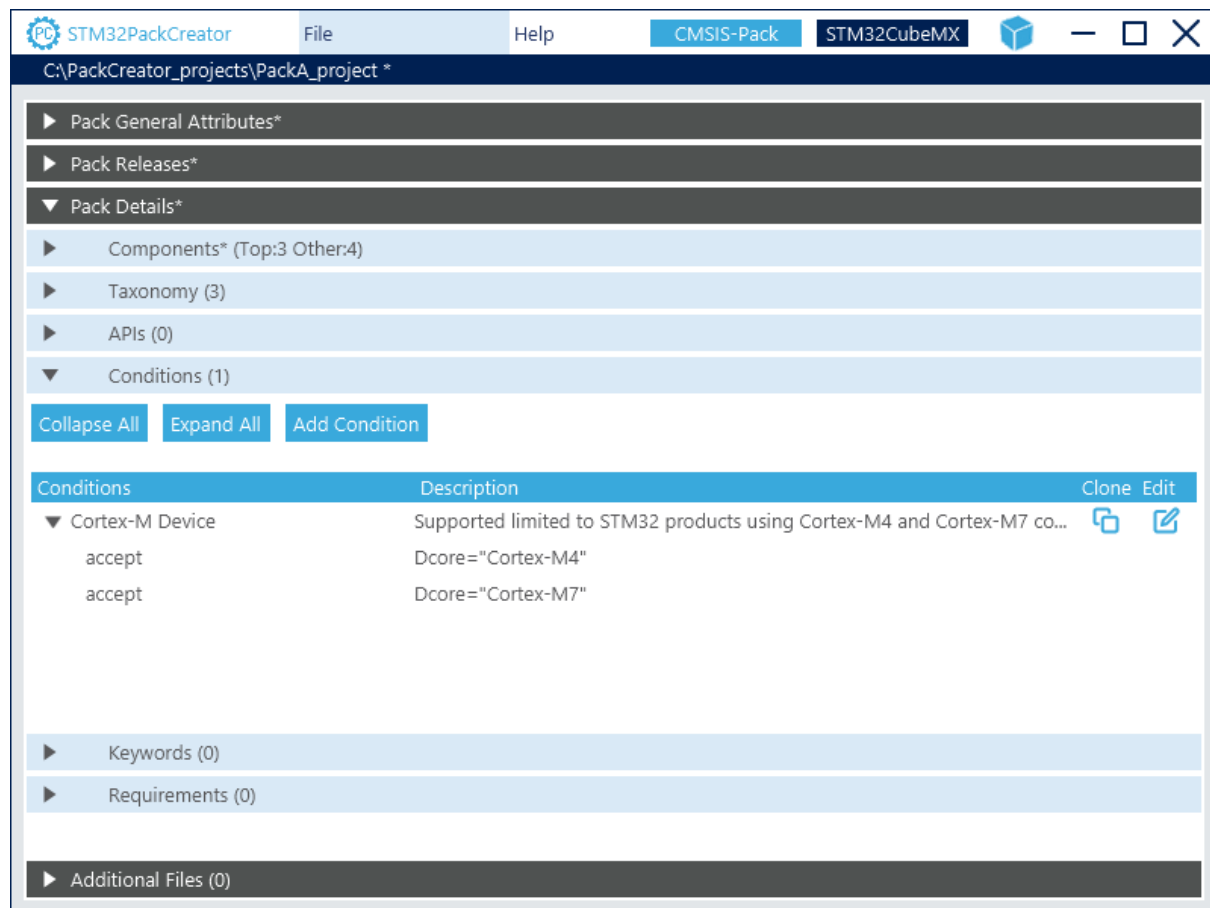 PC STM32PackCreator File Help CMSIS-Pack STM32CubeMX
C:\PackCreator_projects\PackA_project *
Pack General Attributes*
Pack Releases*
Pack Details*
Components* (Top:3 Other:4)
Taxonomy (3)
APIs (0)
Conditions (1)
Collapse All Expand All Add Condition
Conditions Description Clone Edit
Cortex-M Device Supported limited to STM32 products using Cortex-M4 and Cortex-M7 co...
accept Dcore="Cortex-M4"
accept Dcore="Cortex-M7"
Keywords (0)
Requirements (0)
Additional Files (0)